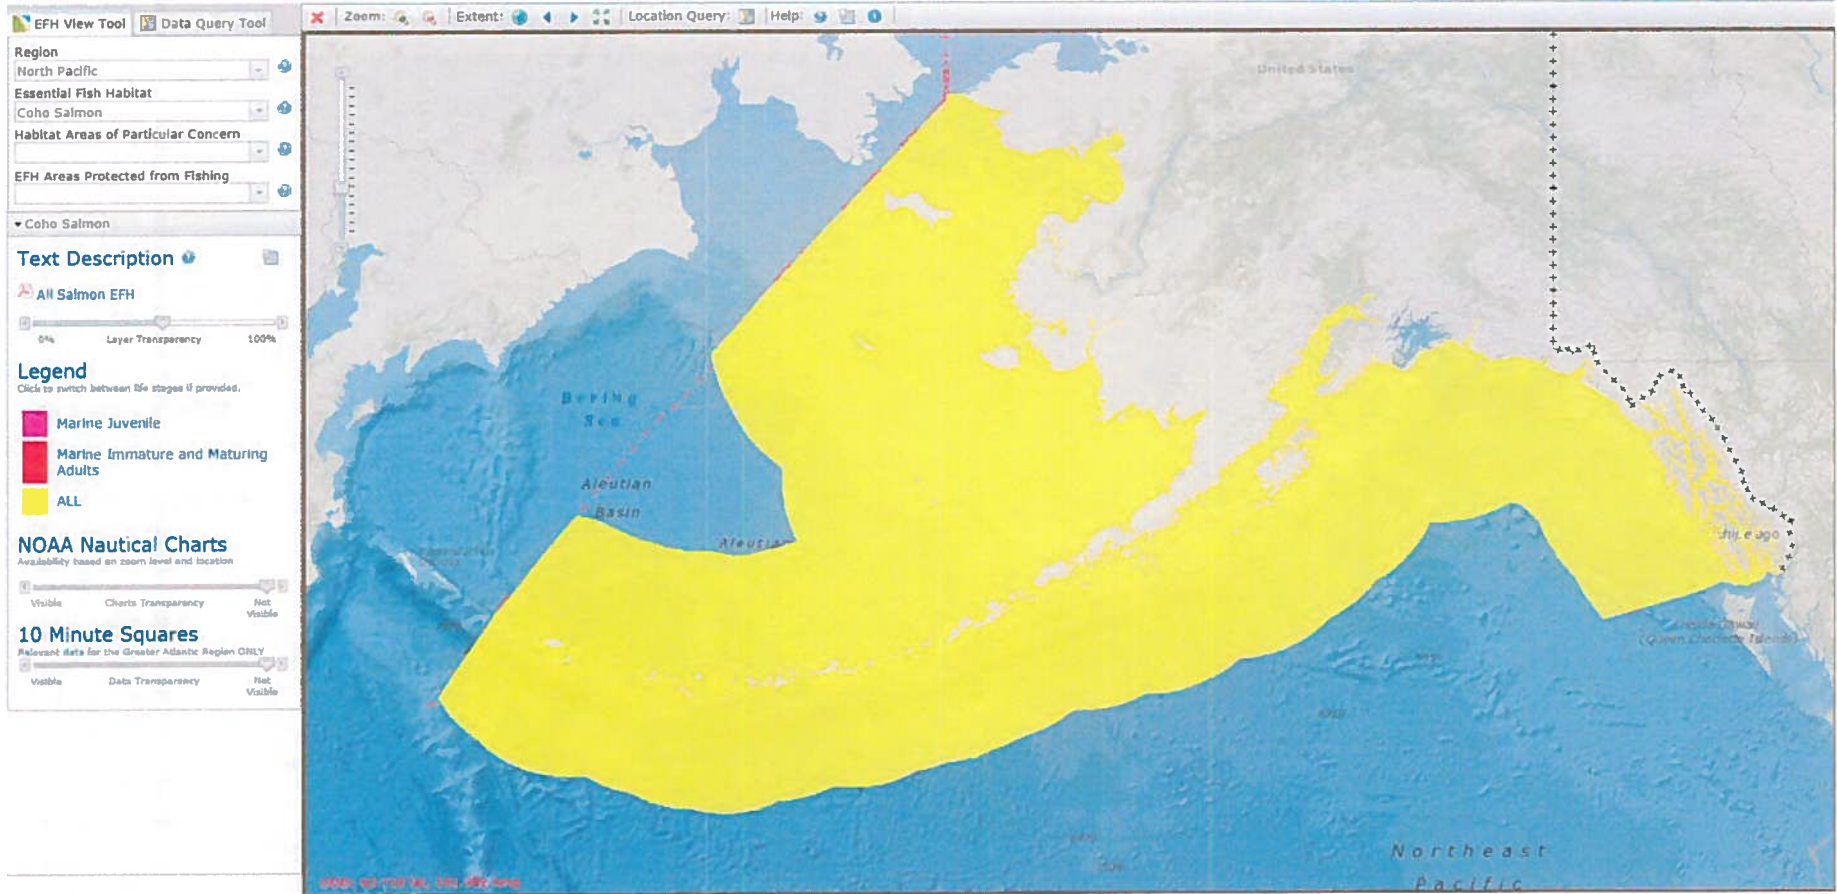 EFH View Tool
Data Query Tool
Zoom:
Extent:
Location Query:
Help:
Region
North Pacific
Essential Fish Habitat
Coho Salmon
Habitat Areas of Particular Concern
EFH Areas Protected from Fishing
Coho Salmon
Text Description
All Salmon EFH
0%
Layer Transparency
100%
Legend
Click to switch between life stages if provided.
Marine Juvenile
Marine Immature and Maturing
Adults
ALL
NOAA Nautical Charts
Availability based on zoom level and location
Visible
Charts Transparency
Not
Visible
10 Minute Squares
Relevant data for the Greater Atlantic Region ONLY
Visible
Data Transparency
Not
Visible
United States
Bering
Sea
Aleutian
Basin
Aleutian
(Queen Charlotte Islands)
Northeast
Pacific